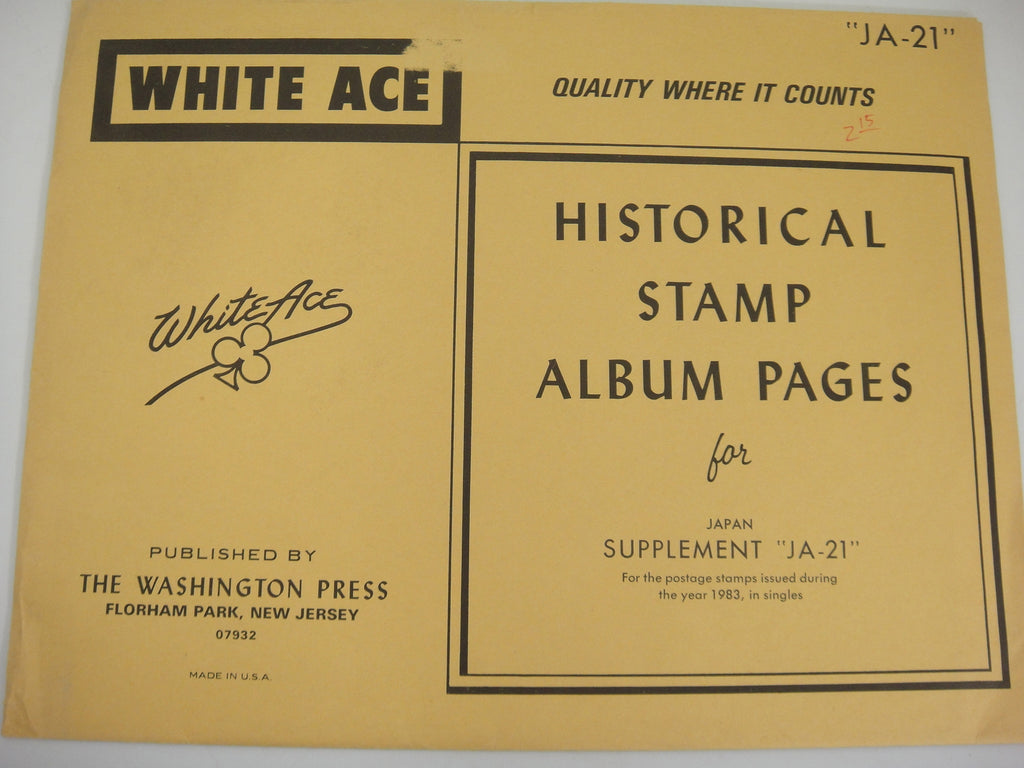 "JA-21"
WHITE ACE
QUALITY WHERE IT COUNTS
2 15
HISTORICAL
STAMP
ALBUM PAGES
for
JAPAN
SUPPLEMENT "JA-21"
For the postage stamps issued during
the year 1983, in singles
White Ace
PUBLISHED BY
THE WASHINGTON PRESS
FLORHAM PARK, NEW JERSEY
07932
MADE IN U.S.A.